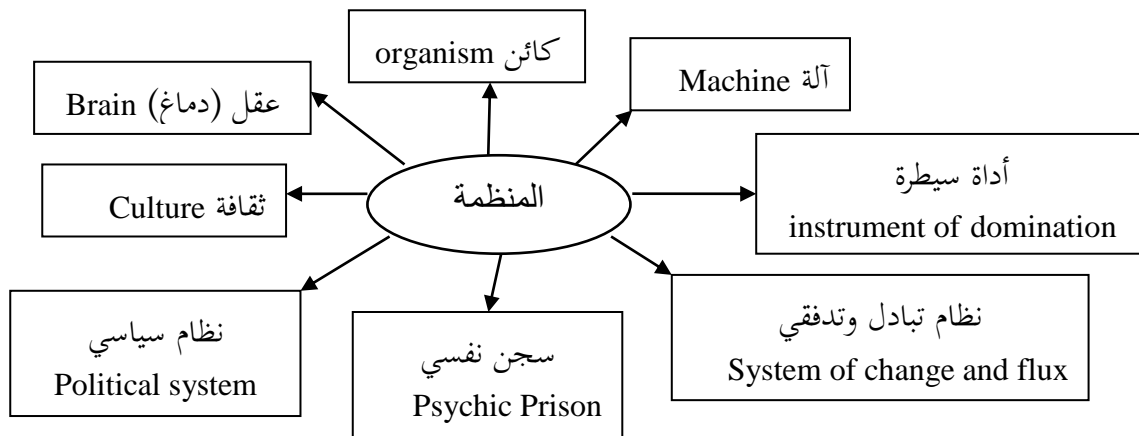 كائن organism
آلة Machine
عقل (دماغ) Brain
المنظمة
أداة سيطرة
instrument of domination
ثقافة Culture
نظام سياسي
Political system
سجن نفسي
Psychic Prison
نظام تبادل وتدفقي
System of change and flux